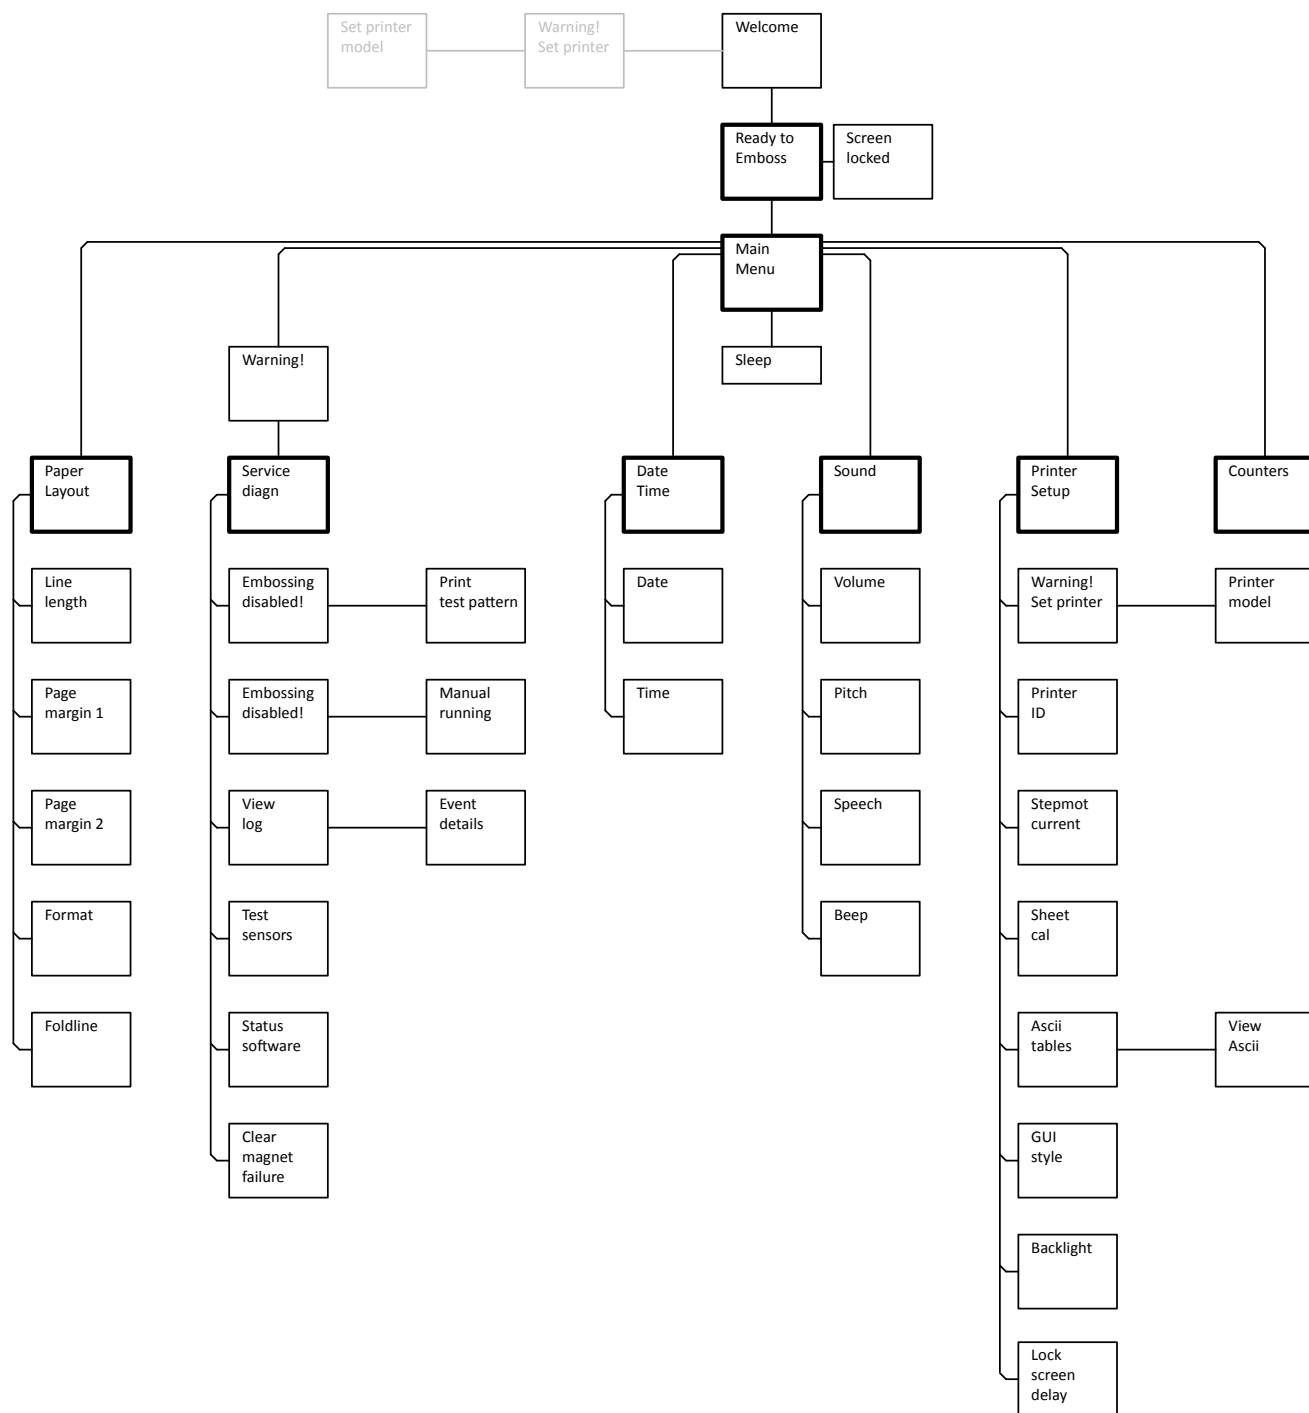 Set printer
model
Warning!
Set printer
Welcome
Ready to
Emboss
Screen
locked
Main
Menu
Warning!
Sleep
Paper
Layout
Service
diagn
Date
Time
Sound
Printer
Setup
Counters
Line
length
Embossing
disabled!
Print
test pattern
Date
Volume
Warning!
Set printer
Printer
model
Page
margin 1
Embossing
disabled!
Manual
running
Time
Pitch
Printer
ID
Page
margin 2
View
log
Event
details
Speech
Stepmot
current
Format
Test
sensors
Beep
Sheet
cal
Foldline
Status
software
Ascii
tables
View
Ascii
Clear
magnet
failure
GUI
style
Backlight
Lock
screen
delay